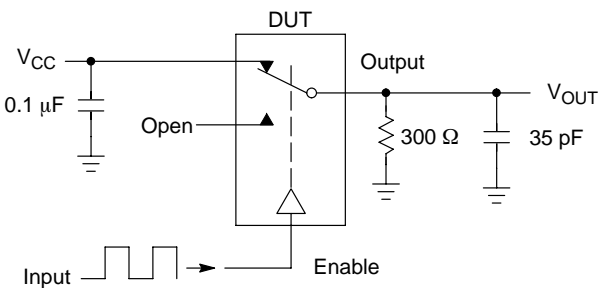 DUT
VCC
Output
VOUT
0.1 μF
Open
300 Ω
35 pF
Input
Enable